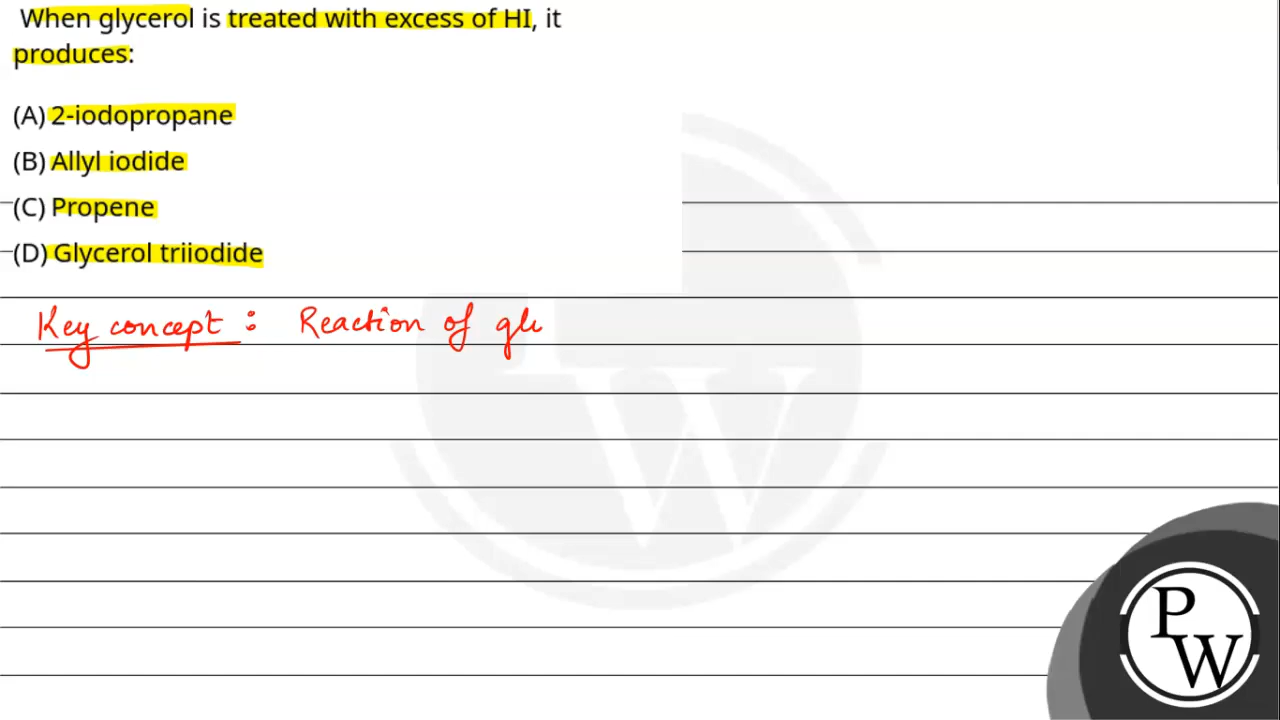 When glycerol is treated with excess of HI, it
produces:
(A) 2-iodopropane
(B) Allyl iodide
(C) Propene
(D) Glycerol triiodide
Key concept : Reaction of gl
P
W